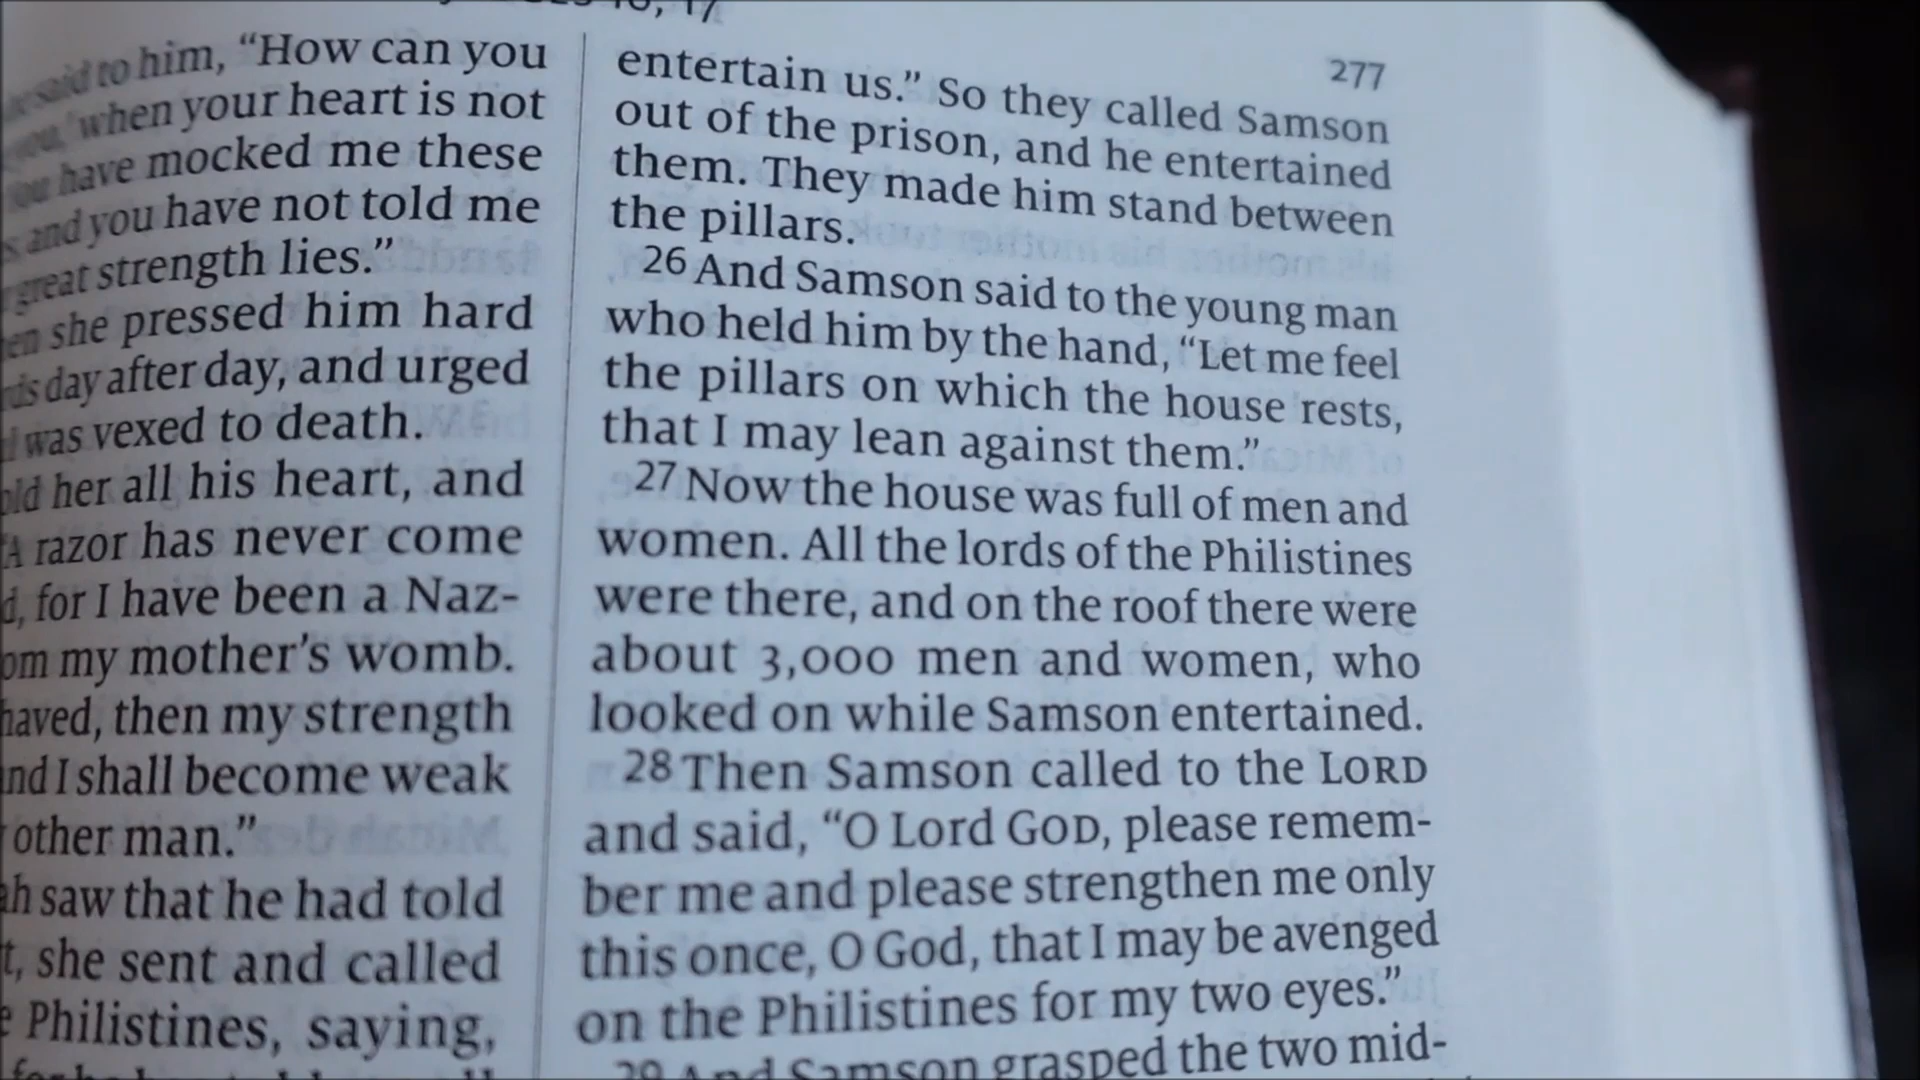 16, 17
277
said to him, “How can you
you,’ when your heart is not
you have mocked me these
and you have not told me
great strength lies.”
she pressed him hard
day after day, and urged
was vexed to death.
her all his heart, and
A razor has never come
for I have been a Naz-
my mother’s womb.
then my strength
I shall become weak
other man.”
saw that he had told
she sent and called
Philistines, saying,
entertain us.” So they called Samson
out of the prison, and he entertained
them. They made him stand between
the pillars.
26 And Samson said to the young man
who held him by the hand, “Let me feel
the pillars on which the house rests,
that I may lean against them.”
27 Now the house was full of men and
women. All the lords of the Philistines
were there, and on the roof there were
about 3,000 men and women, who
looked on while Samson entertained.
28 Then Samson called to the LORD
and said, “O Lord GOD, please remem-
ber me and please strengthen me only
this once, O God, that I may be avenged
on the Philistines for my two eyes.”
29 And Samson grasped the two mid-